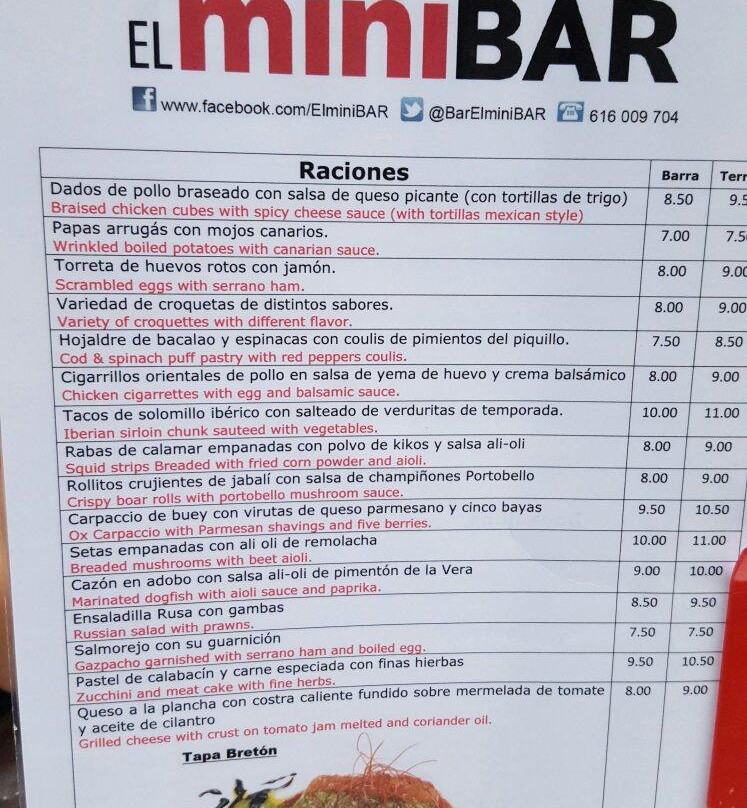 EL miniBAR
www.facebook.com/ElminiBAR @BarElminiBAR 616 009 704
Raciones Barra
Dados de pollo braseado con salsa de queso picante (con tortillas de trigo) 8.50
Braised chicken cubes with spicy cheese sauce (with tortillas mexican style)
Papas arrugás con mojos canarios. 7.00
Wrinkled boiled potatoes with canarian sauce.
Torreta de huevos rotos con jamón. 8.00 9.00
Scrambled eggs with serrano ham.
Variedad de croquetas de distintos sabores. 8.00 9.00
Variety of croquettes with different flavor.
Hojaldre de bacalao y espinacas con coulis de pimientos del piquillo. 7.50 8.50
Cod & spinach puff pastry with red peppers coulis.
Cigarrillos orientales de pollo en salsa de yema de huevo y crema balsámico 8.00 9.00
Chicken cigarrettes with egg and balsamic sauce.
Tacos de solomillo ibérico con salteado de verduritas de temporada. 10.00 11.00
Iberian sirloin chunk sauteed with vegetables.
Rabas de calamar empanadas con polvo de kikos y salsa ali-oli 8.00 9.00
Squid strips Breaded with fried corn powder and aioli.
Rollitos crujientes de jabalí con salsa de champiñones Portobello 8.00 9.00
Crispy boar rolls with portobello mushroom sauce.
Carpaccio de buey con virutas de queso parmesano y cinco bayas 9.50 10.50
Ox Carpaccio with Parmesan shavings and five berries.
Setas empanadas con ali oli de remolacha 10.00 11.00
Breaded mushrooms with beet aioli.
Cazón en adobo con salsa ali-oli de pimentón de la Vera 9.00 10.00
Marinated dogfish with aioli sauce and paprika.
Ensaladilla Rusa con gambas 8.50 9.50
Russian salad with prawns.
Salmorejo con su guarnición 7.50 7.50
Gazpacho garnished with serrano ham and boiled egg.
Pastel de calabacín y carne especiada con finas hierbas 9.50 10.50
Zucchini and meat cake with fine herbs.
Queso a la plancha con costra caliente fundido sobre mermelada de tomate 8.00 9.00
y aceite de cilantro
Grilled cheese with crust on tomato jam melted and coriander oil.
Tapa Bretón